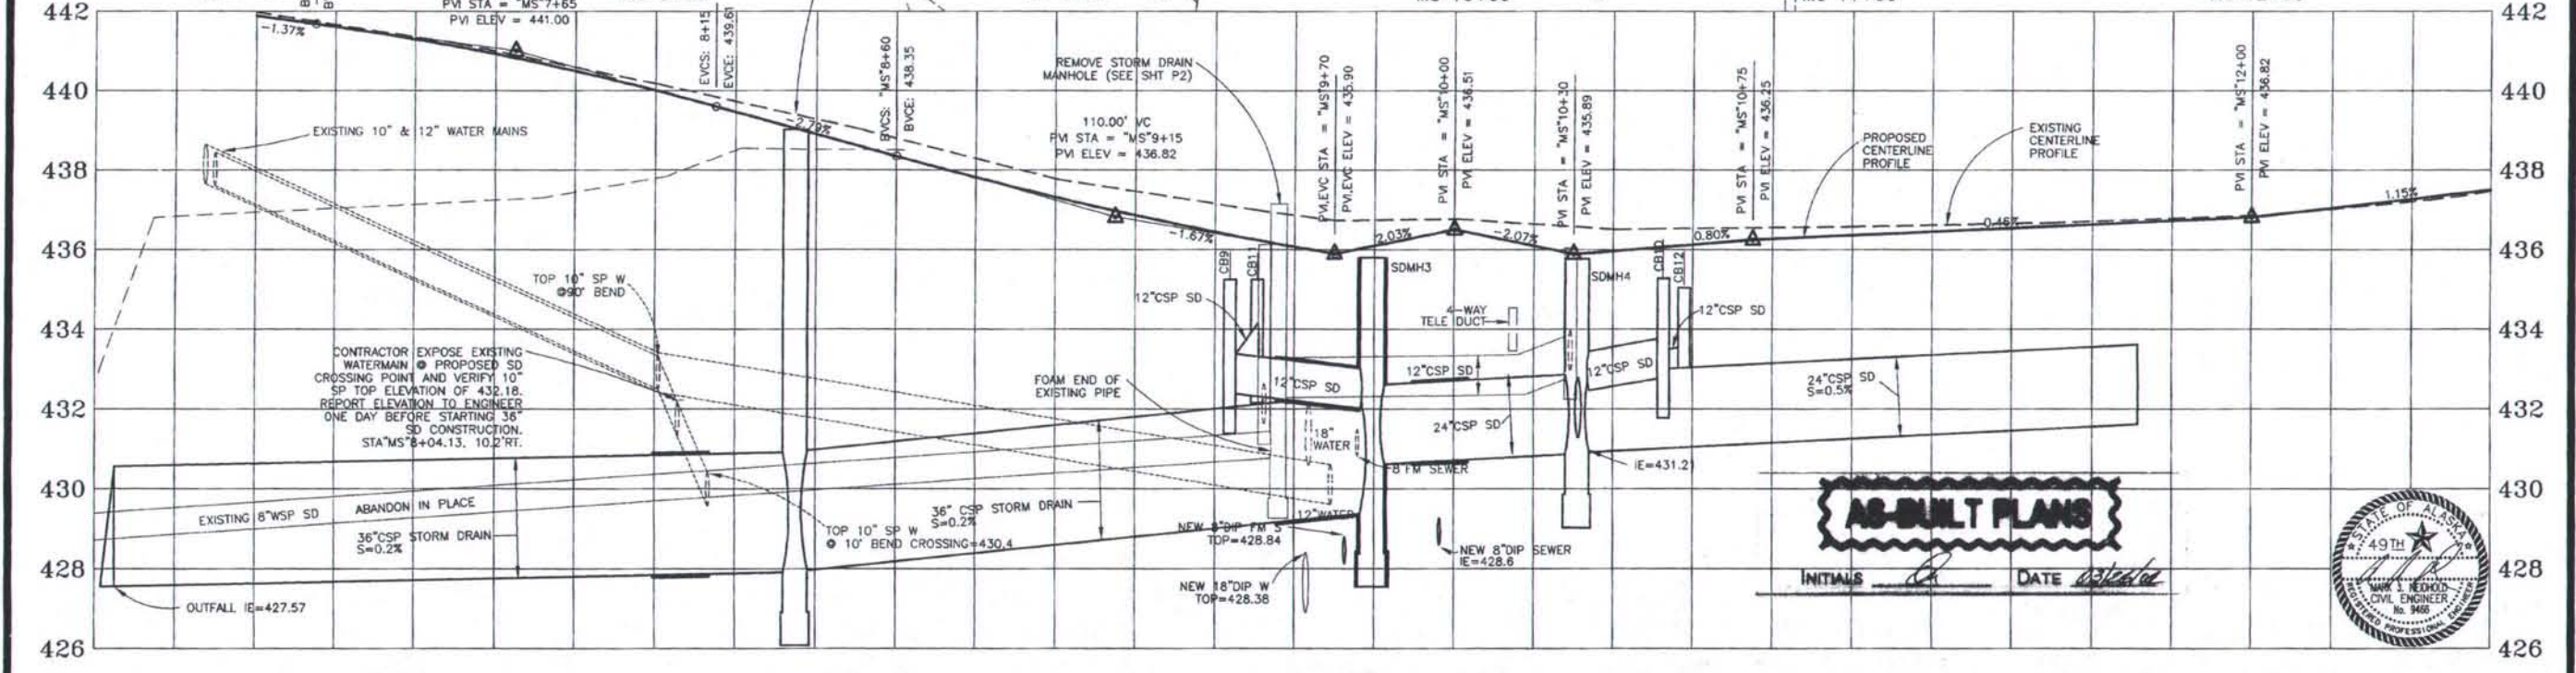 442
440
438
436
434
432
430
428
426
PVI STA = "MS"7+65
PVI ELEV = 441.00
-1.37%
EVCS: 8+15
EVCE: 439.61
-2.79%
BVCS: "MS"8+60
BVCE: 438.35
REMOVE STORM DRAIN
MANHOLE (SEE SHT P2)
110.00' VC
PVI STA = "MS"9+15
PVI ELEV = 436.82
-1.67%
PVI,EVC STA = "MS"9+70
PVI,EVC ELEV = 435.90
2.03%
PVI STA = "MS"10+00
PVI ELEV = 436.51
-2.07%
PVI STA = "MS"10+30
PVI ELEV = 435.89
0.80%
PVI STA = "MS"10+75
PVI ELEV = 436.25
PROPOSED
CENTERLINE
PROFILE
EXISTING
CENTERLINE
PROFILE
0.46%
PVI STA = "MS"12+00
PVI ELEV = 436.82
1.15%
EXISTING 10" & 12" WATER MAINS
TOP 10" SP W
@90° BEND
CB9
CB11
SDMH3
SDMH4
CB12
12"CSP SD
4-WAY
TELE DUCT
12"CSP SD
CONTRACTOR EXPOSE EXISTING
WATERMAIN @ PROPOSED SD
CROSSING POINT AND VERIFY 10"
SP TOP ELEVATION OF 432.18.
REPORT ELEVATION TO ENGINEER
ONE DAY BEFORE STARTING 36"
SD CONSTRUCTION.
STA"MS"8+04.13, 10.2'RT.
FOAM END OF
EXISTING PIPE
12"CSP SD
12"CSP SD
12"CSP SD
24"CSP SD
S=0.5%
24"CSP SD
18"
WATER
8"FM SEWER
IE=431.21
EXISTING 8"WSP SD
ABANDON IN PLACE
36"CSP STORM DRAIN
S=0.2%
36" CSP STORM DRAIN
S=0.2%
TOP 10" SP W
@ 10° BEND CROSSING=430.4
12"WATER
NEW 8"DIP FM S
TOP=428.84
NEW 8"DIP SEWER
IE=428.6
NEW 18"DIP W
TOP=428.38
OUTFALL IE=427.57
AS-BUILT PLANS
INITIALS
DATE
STATE OF ALASKA
49TH
CIVIL ENGINEER
REGISTERED PROFESSIONAL ENGINEER
442
440
438
436
434
432
430
428
426